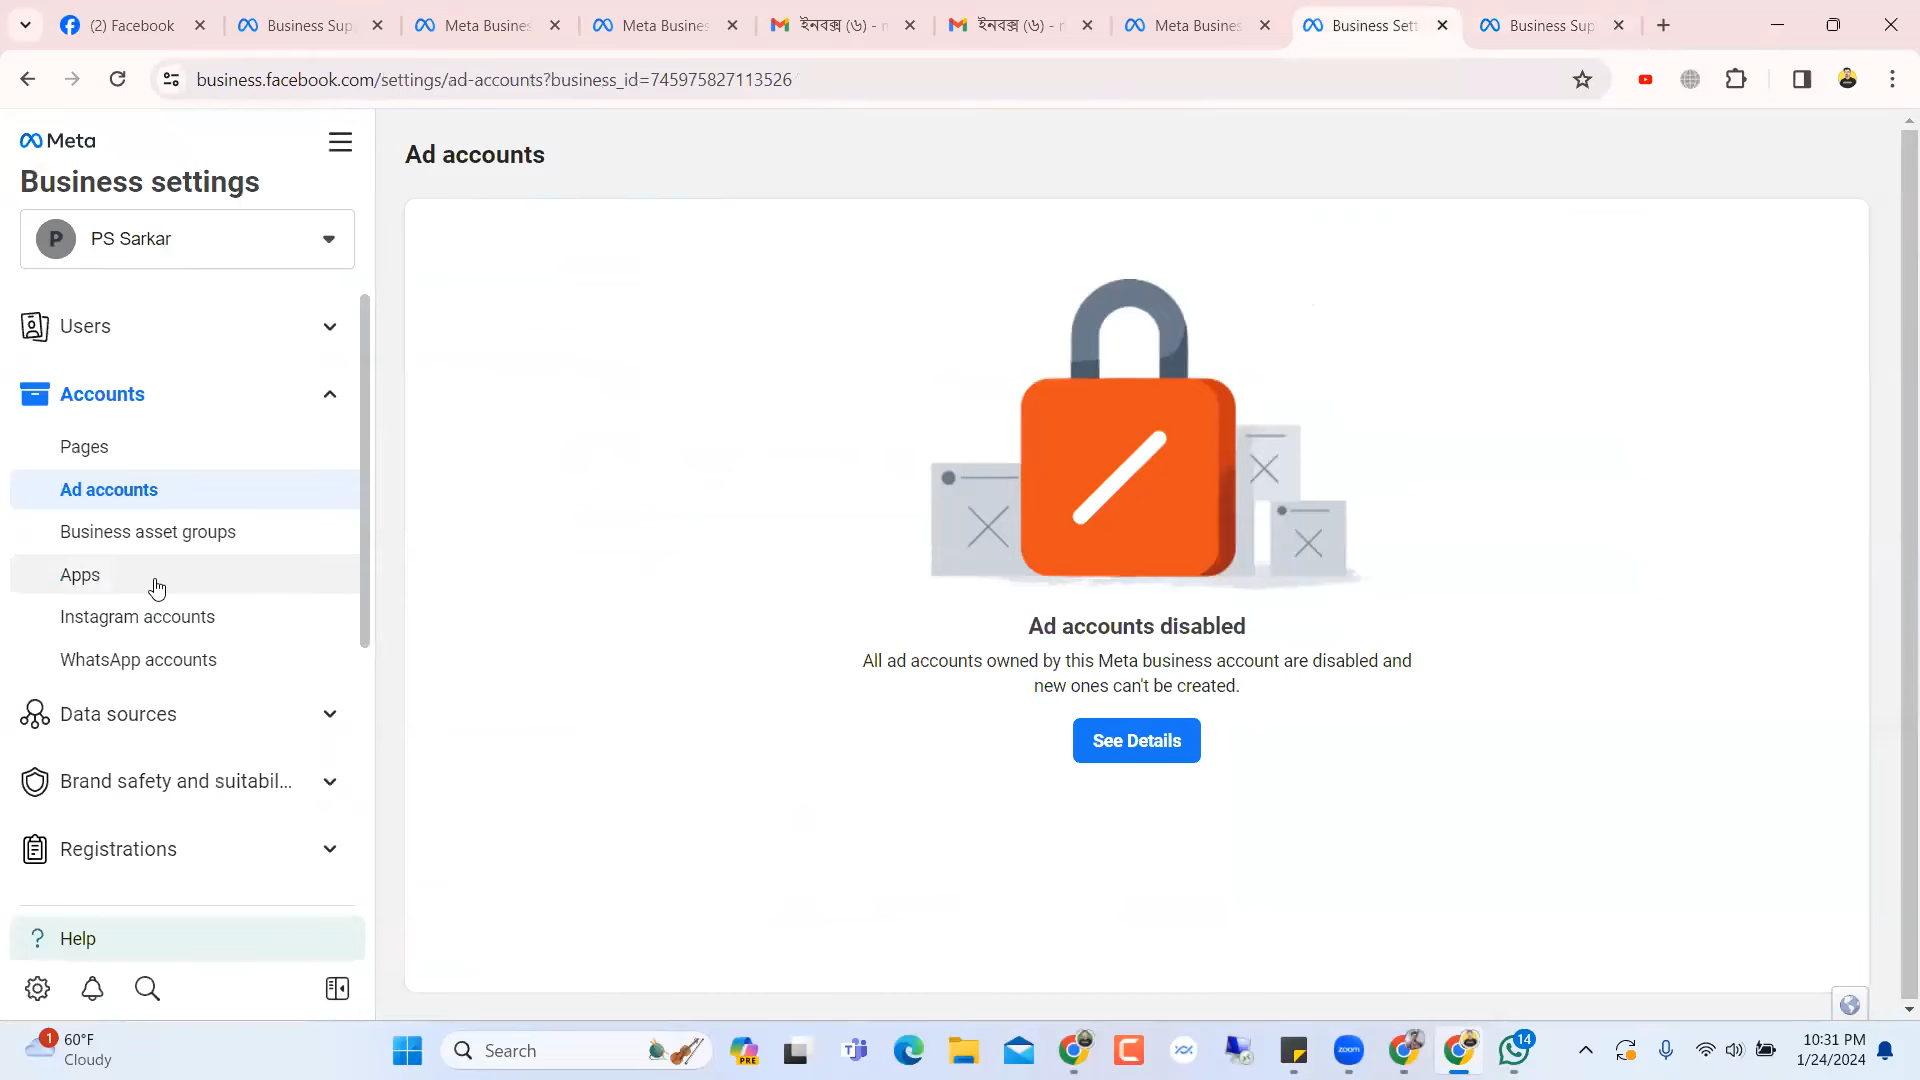 (2) Facebook
Business Sup
Meta Busines
Meta Busines
ইনবক্স (৬) -
ইনবক্স (৬) -
Meta Busines
Business Sett
Business Sup
business.facebook.com/settings/ad-accounts?business_id=745975827113526
Meta
Business settings
P
PS Sarkar
Users
Accounts
Pages
Ad accounts
Business asset groups
Apps
Instagram accounts
WhatsApp accounts
Data sources
Brand safety and suitabil...
Registrations
Help
Ad accounts
Ad accounts disabled
All ad accounts owned by this Meta business account are disabled and
new ones can't be created.
See Details
1
60°F
Cloudy
Search
PRE
zoom
14
10:31 PM
1/24/2024